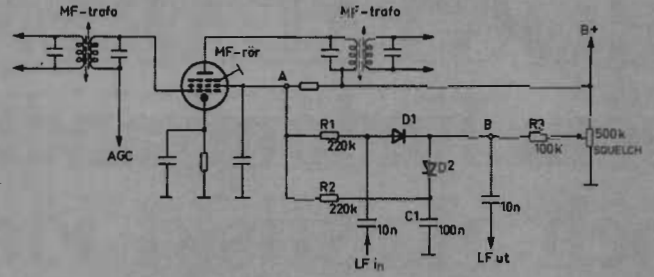 MF-trafo
MF-trafo
B+
MF-rör
A
AGC
R1
220k
D1
B
R3
100k
500k
SQUELCH
D2
R2
220k
C1
100n
10n
10n
LF in
LF ut